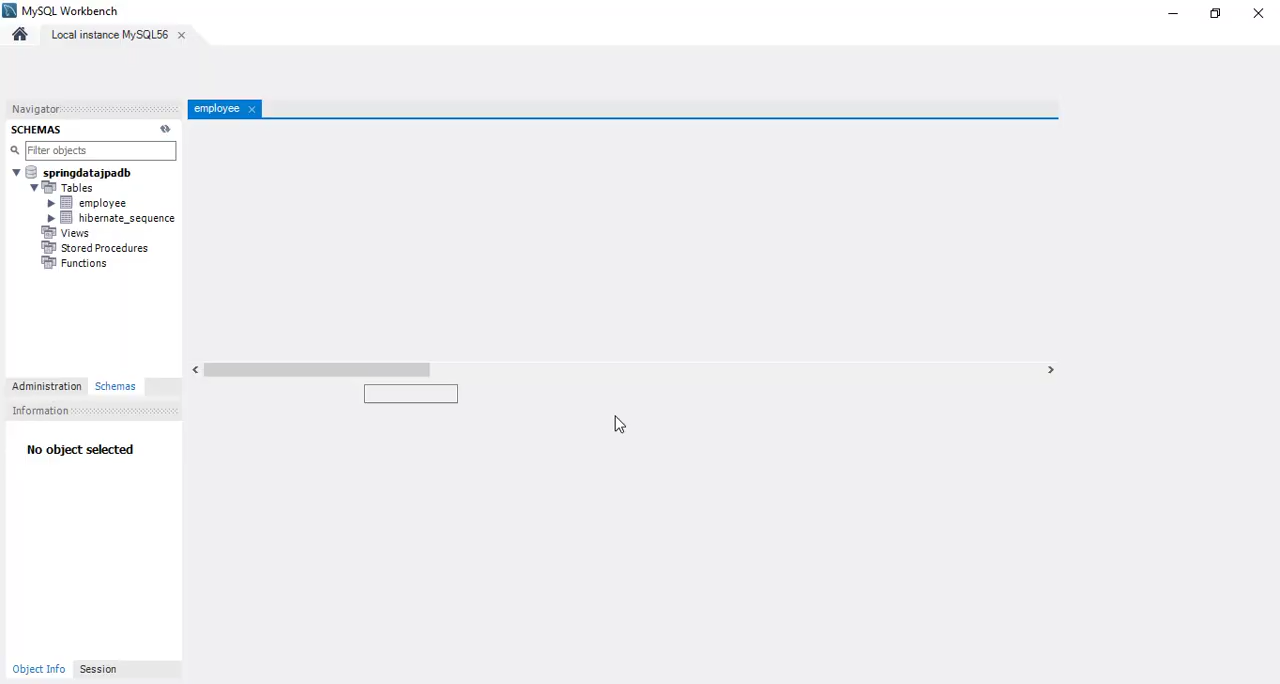 MySQL Workbench
Local instance MySQL56
Navigator
employee
SCHEMAS
Filter objects
springdatajpadb
Tables
employee
hibernate_sequence
Views
Stored Procedures
Functions
Administration Schemas
Information
No object selected
Object Info Session